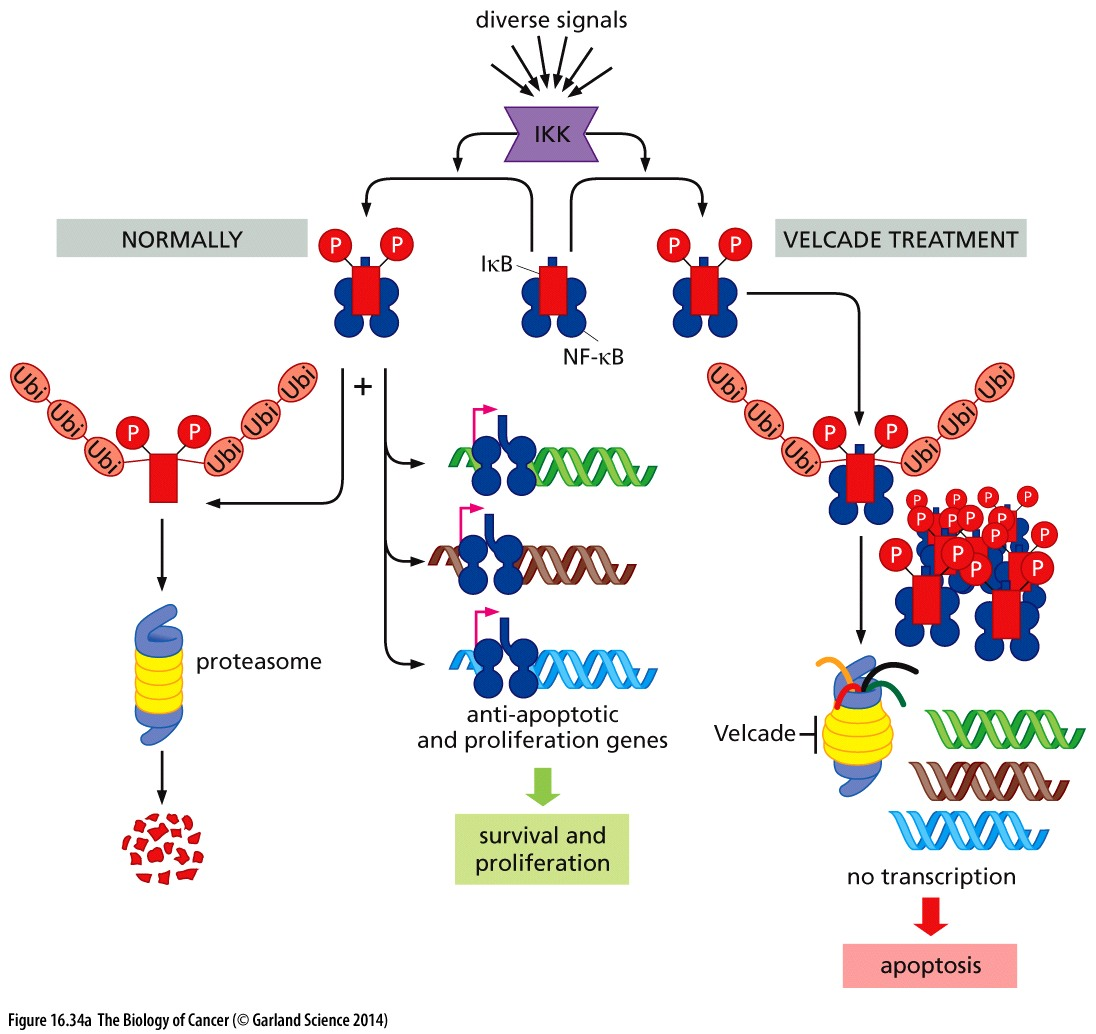 diverse signals
IKK
NORMALLY
VELCADE TREATMENT
P
P
P
P
IκB
NF-κB
+
Ubi
Ubi
Ubi
P
P
Ubi
Ubi
Ubi
Ubi
Ubi
Ubi
P
P
Ubi
Ubi
Ubi
P
P
P
P
P
P
P
P
P
P
P
P
P
P
proteasome
anti-apoptotic
and proliferation genes
survival and
proliferation
Velcade
no transcription
apoptosis
Figure 16.34a The Biology of Cancer (© Garland Science 2014)